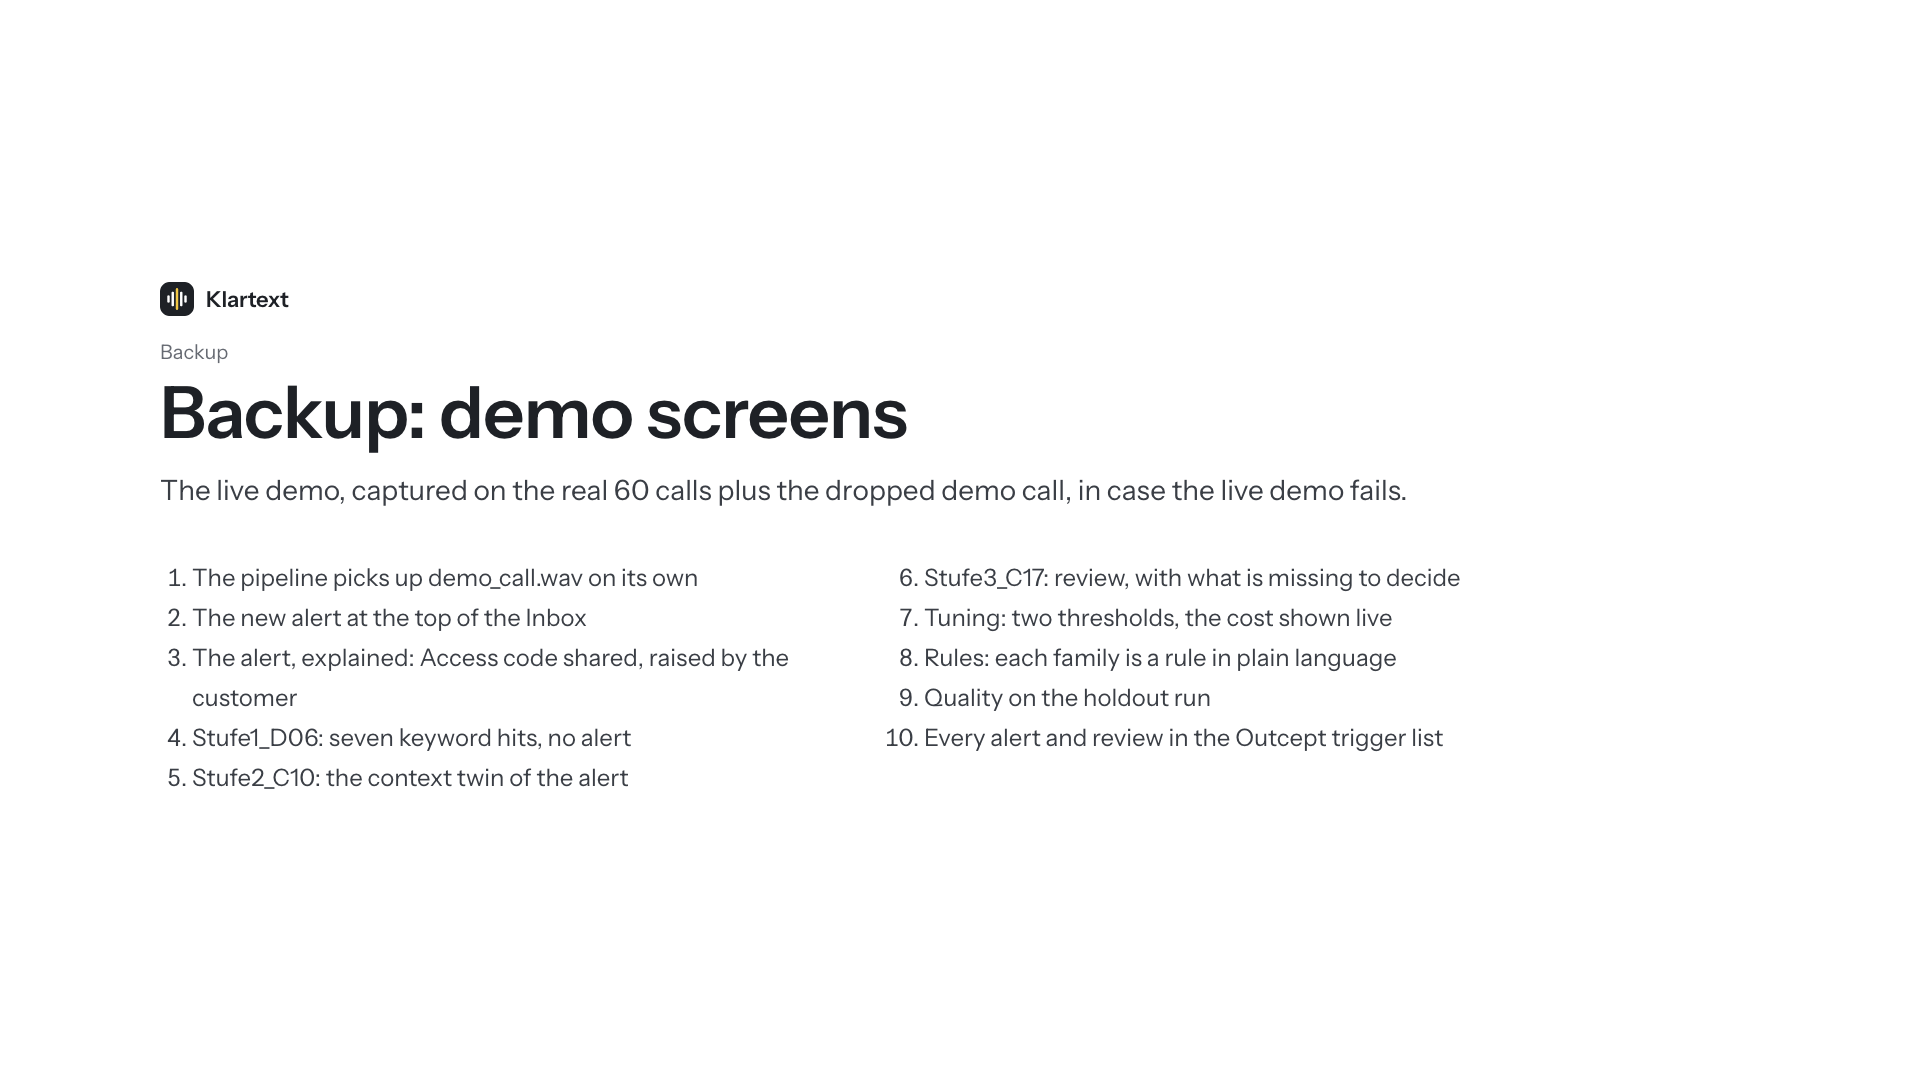 Klartext
Backup
Backup: demo screens
The live demo, captured on the real 60 calls plus the dropped demo call, in case the live demo fails.
1. The pipeline picks up demo_call.wav on its own
2. The new alert at the top of the Inbox
3. The alert, explained: Access code shared, raised by the
customer
4. Stufe1_D06: seven keyword hits, no alert
5. Stufe2_C10: the context twin of the alert
6. Stufe3_C17: review, with what is missing to decide
7. Tuning: two thresholds, the cost shown live
8. Rules: each family is a rule in plain language
9. Quality on the holdout run
10. Every alert and review in the Outcept trigger list